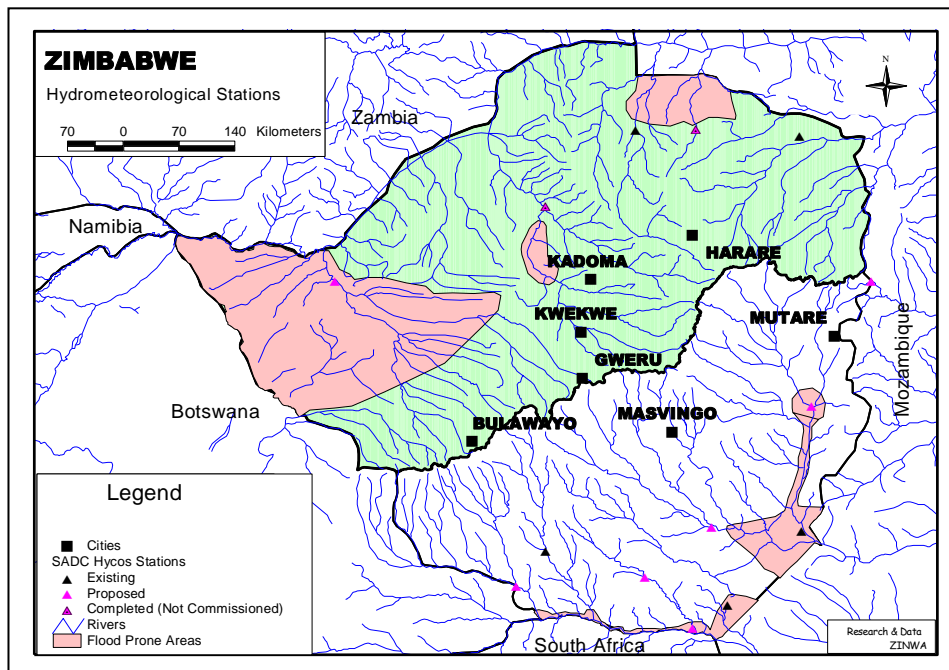 ZIMBABWE
Hydrometeorological Stations
70 0 70 140 Kilometers
N
Zambia
Namibia
HARARE
KADOMA
KWEKWE
MUTARE
GWERU
Mozambique
Botswana
BULAWAYO
MASVINGO
Legend
Cities
SADC Hycos Stations
Existing
Proposed
Completed (Not Commissioned)
Rivers
Flood Prone Areas
South Africa
Research & Data
ZINWA